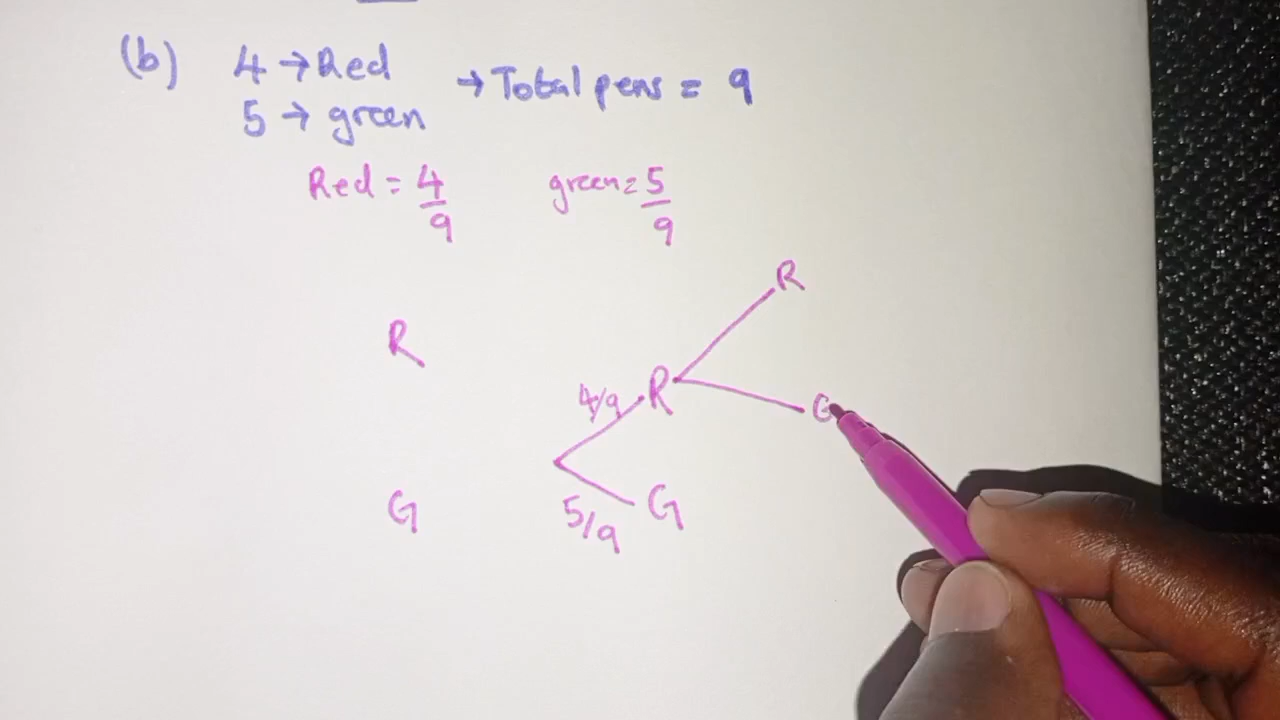 (b) 4 → Red → Total pens = 9
5 → green
Red = 4/9 green = 5/9
R
R
4/9 R
G
G
5/9 G